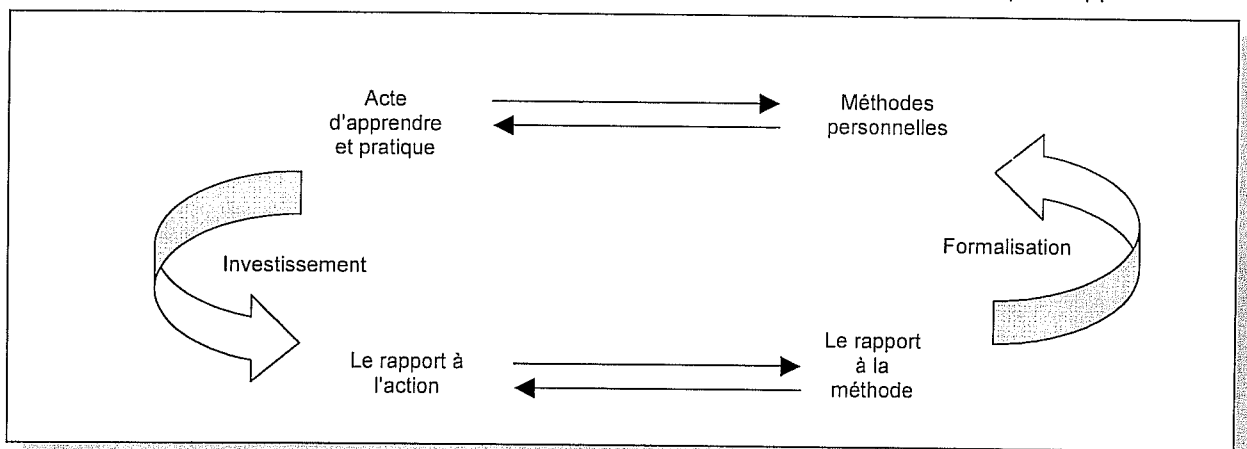 Acte
d'apprendre
et pratique
Méthodes
personnelles
Investissement
Formalisation
Le rapport à
l'action
Le rapport
à la
méthode